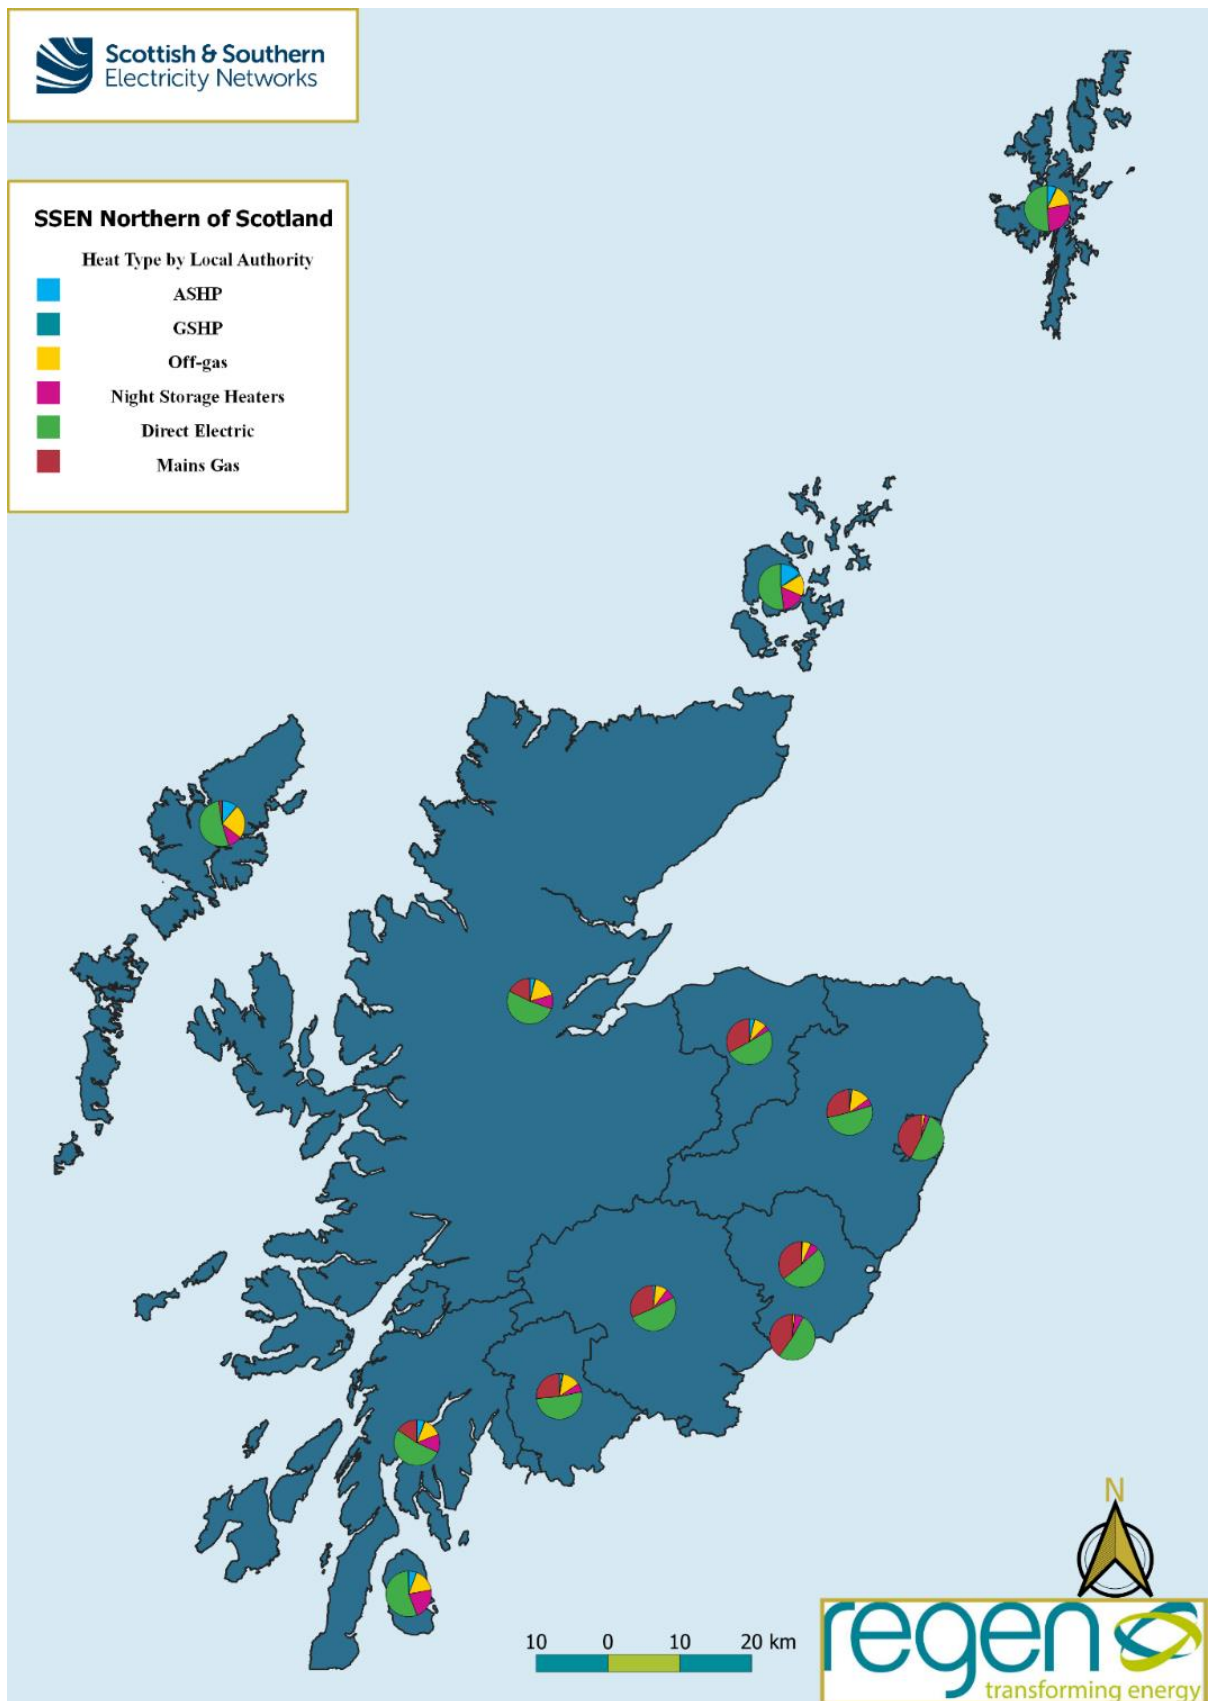 Scottish & Southern
Electricity Networks
SSEN Northern of Scotland
Heat Type by Local Authority
ASHP
GSHP
Off-gas
Night Storage Heaters
Direct Electric
Mains Gas
N
10 0 10 20 km
regen
transforming energy